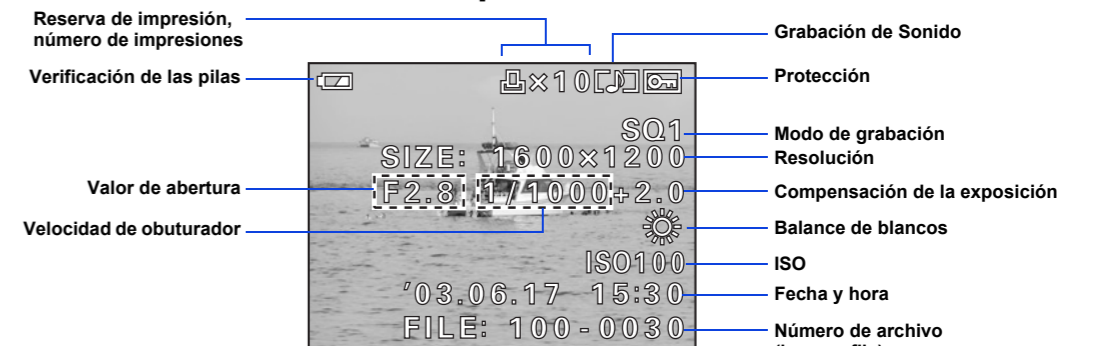 Reserva de impresión,
número de impresiones
Grabación de Sonido
Verificación de las pilas
×10
Protección
SQ1
Modo de grabación
SIZE: 1600×1200
Resolución
Valor de abertura
F2.8 1/1000+2.0
Compensación de la exposición
Velocidad de obuturador
Balance de blancos
ISO100
ISO
'03.06.17 15:30
Fecha y hora
FILE: 100-0030
Número de archivo